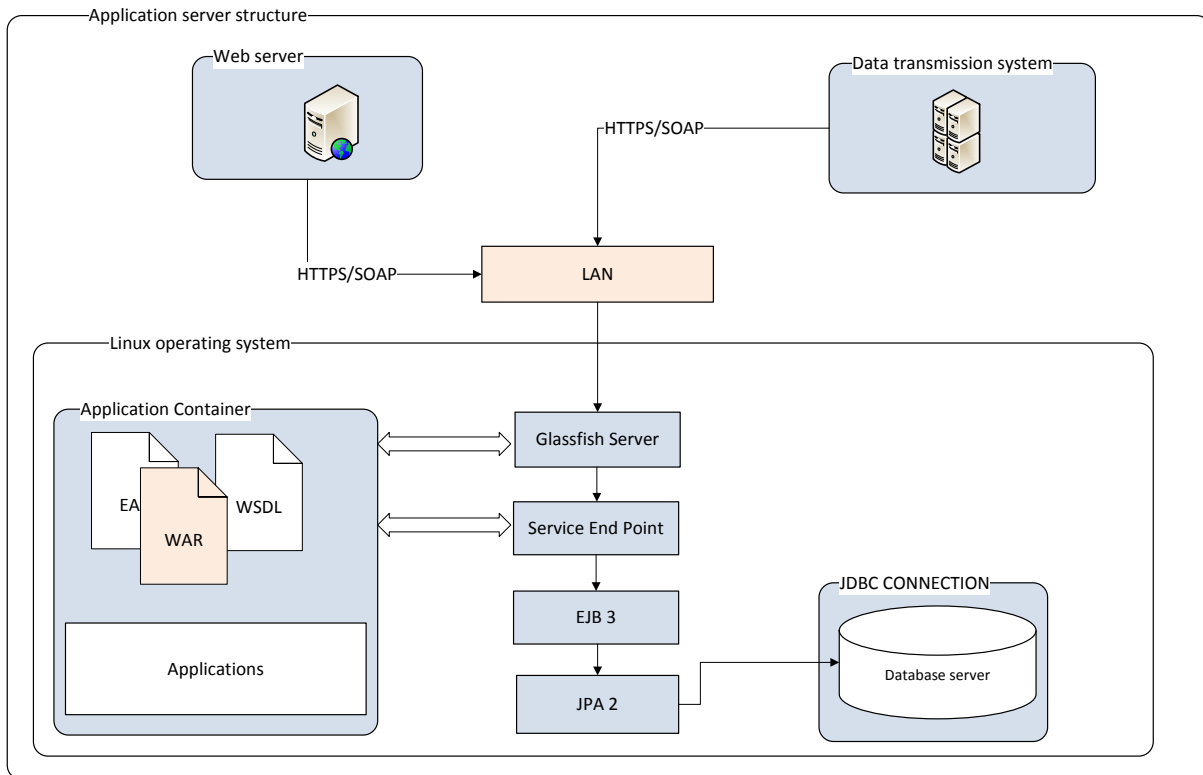 Application server structure
Web server
Data transmission system
HTTPS/SOAP
HTTPS/SOAP
LAN
Linux operating system
Application Container
Glassfish Server
EA
WSDL
WAR
Service End Point
EJB 3
JDBC CONNECTION
Applications
Database server
JPA 2